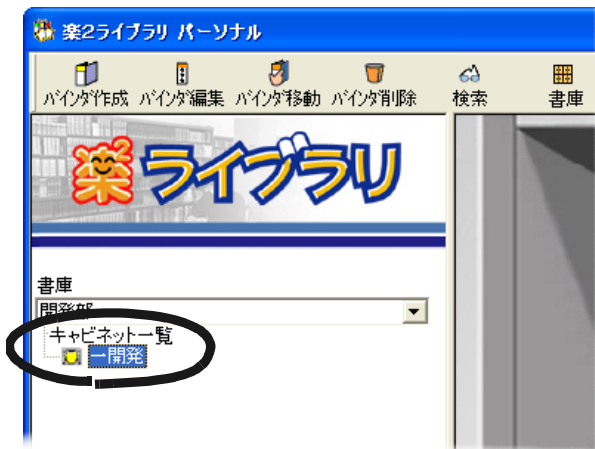 楽2ライブラリ パーソナル
バインダ作成 バインダ編集 バインダ移動 バインダ削除 検索 書庫
楽ライブラリ
書庫
開発部
キャビネット一覧
一開発